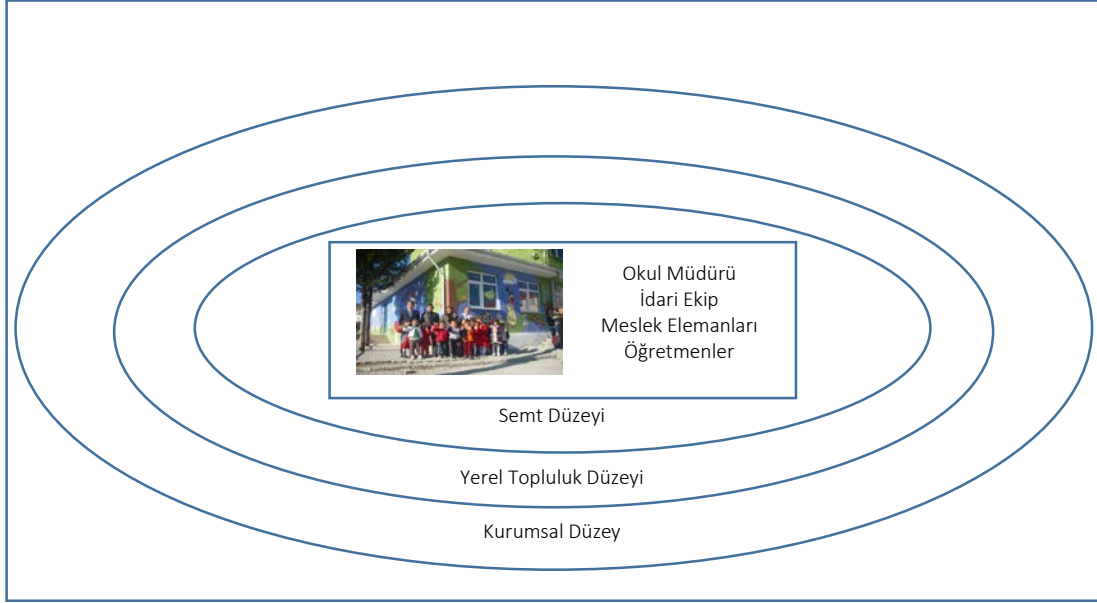 Okul Müdürü
İdari Ekip
Meslek Elemanları
Öğretmenler
Semt Düzeyi
Yerel Topluluk Düzeyi
Kurumsal Düzey